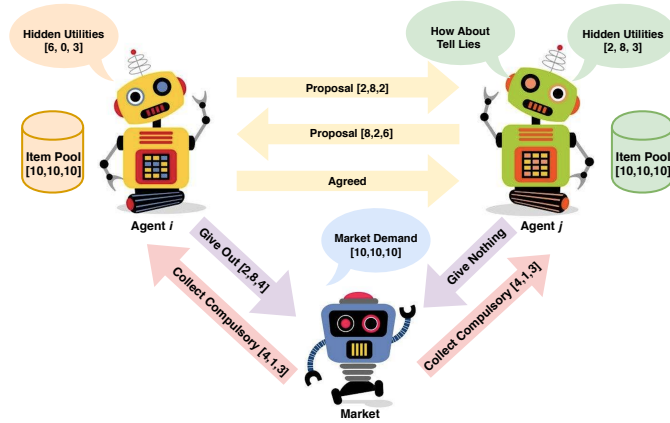 Hidden Utilities
[6, 0, 3]
How About
Tell Lies
Hidden Utilities
[2, 8, 3]
Proposal [2,8,2]
Proposal [8,2,6]
Agreed
Item Pool
[10,10,10]
Item Pool
[10,10,10]
Agent i
Agent j
Market Demand
[10,10,10]
Give Out [2,8,4]
Collect Compulsory [4,1,3]
Give Nothing
Collect Compulsory [4,1,3]
Market